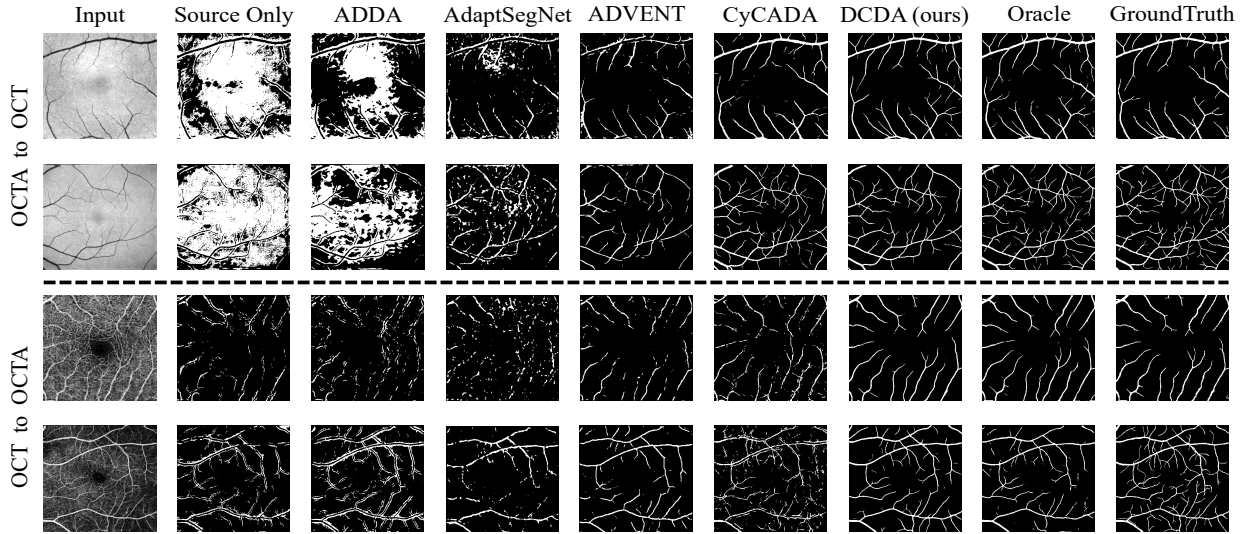 Input Source Only ADDA AdaptSegNet ADVENT CyCADA DCDA (ours) Oracle GroundTruth
OCTA to OCT
OCT to OCTA